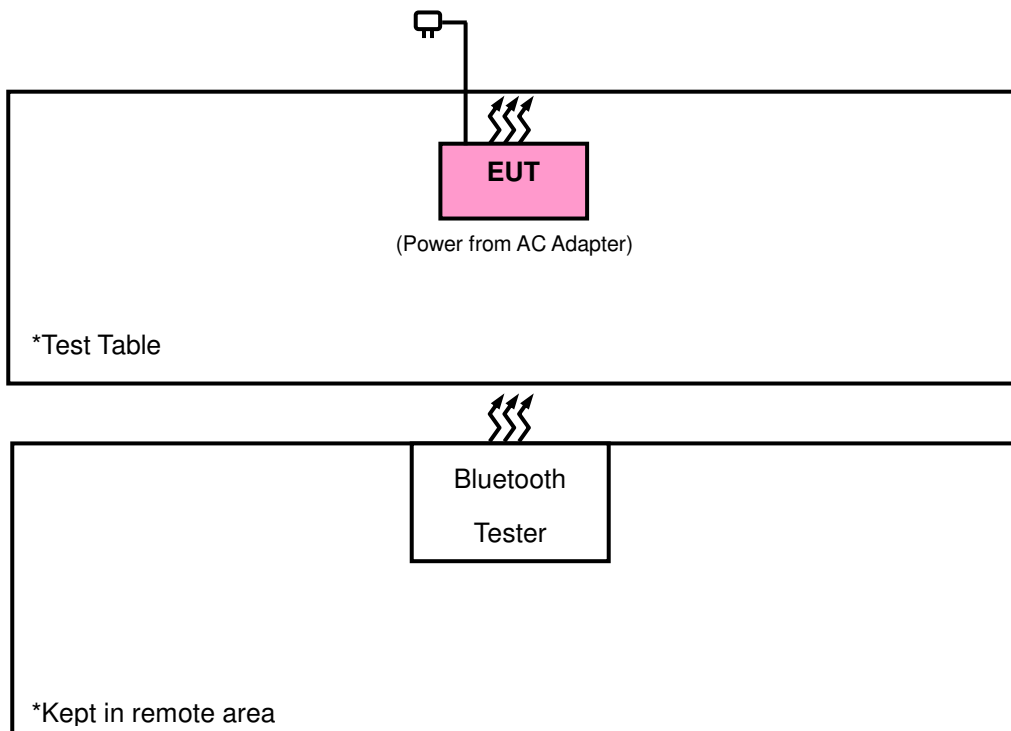 EUT
(Power from AC Adapter)
*Test Table
Bluetooth
Tester
*Kept in remote area